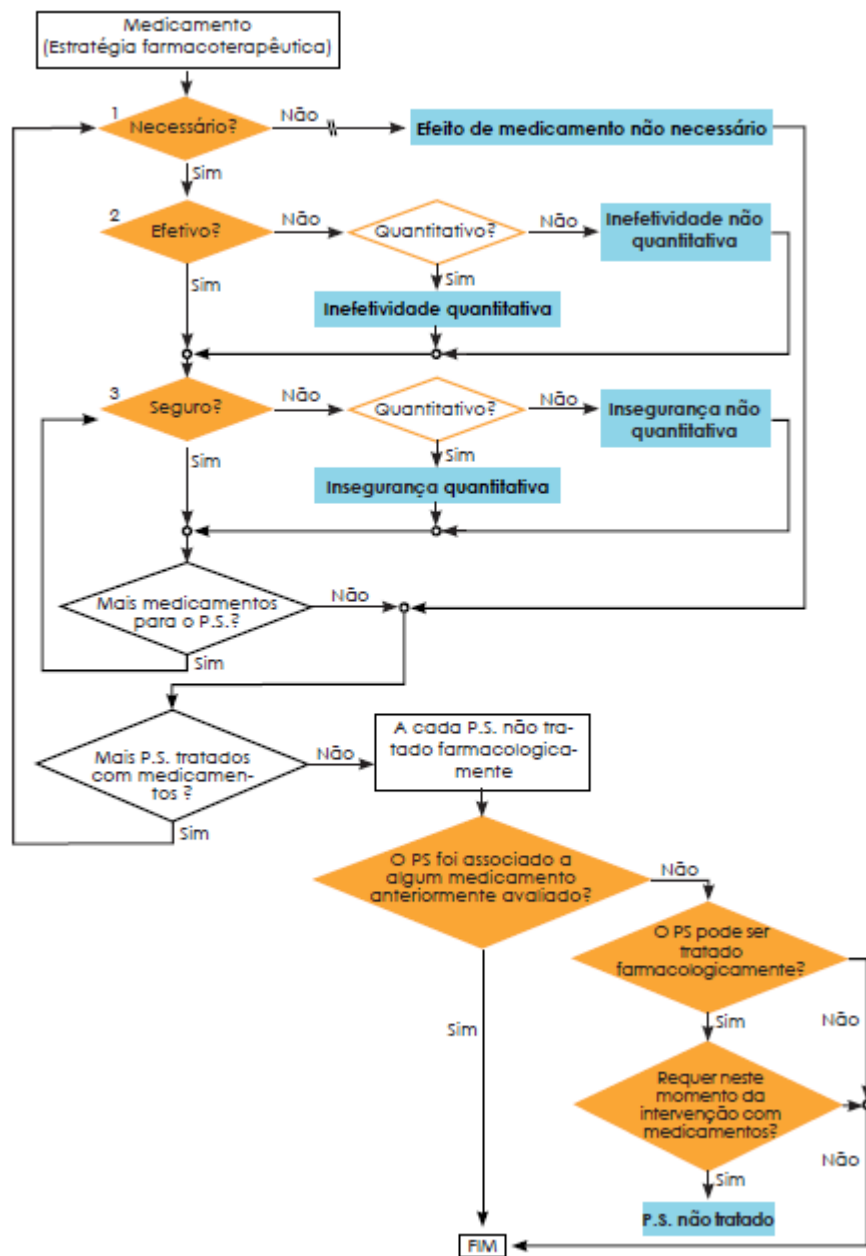 Medicamento
(Estratégia farmacoterapêutica)
1
Necessário?
Não
Efeito de medicamento não necessário
Sim
2
Efetivo?
Não
Quantitativo?
Não
Inefetividade não
quantitativa
Sim
Sim
Inefetividade quantitativa
3
Seguro?
Não
Quantitativo?
Não
Insegurança não
quantitativa
Sim
Sim
Insegurança quantitativa
Mais medicamentos
para o P.S.?
Não
Sim
Mais P.S. tratados
com medicamen-
tos ?
Não
A cada P.S. não tra-
tado farmacologica-
mente
Sim
O PS foi associado a
algum medicamento
anteriormente avaliado?
Não
O PS pode ser
tratado
farmacologicamente?
Sim
Não
Sim
Requer neste
momento da
intervenção com
medicamentos?
Não
Sim
P.S. não tratado
FIM